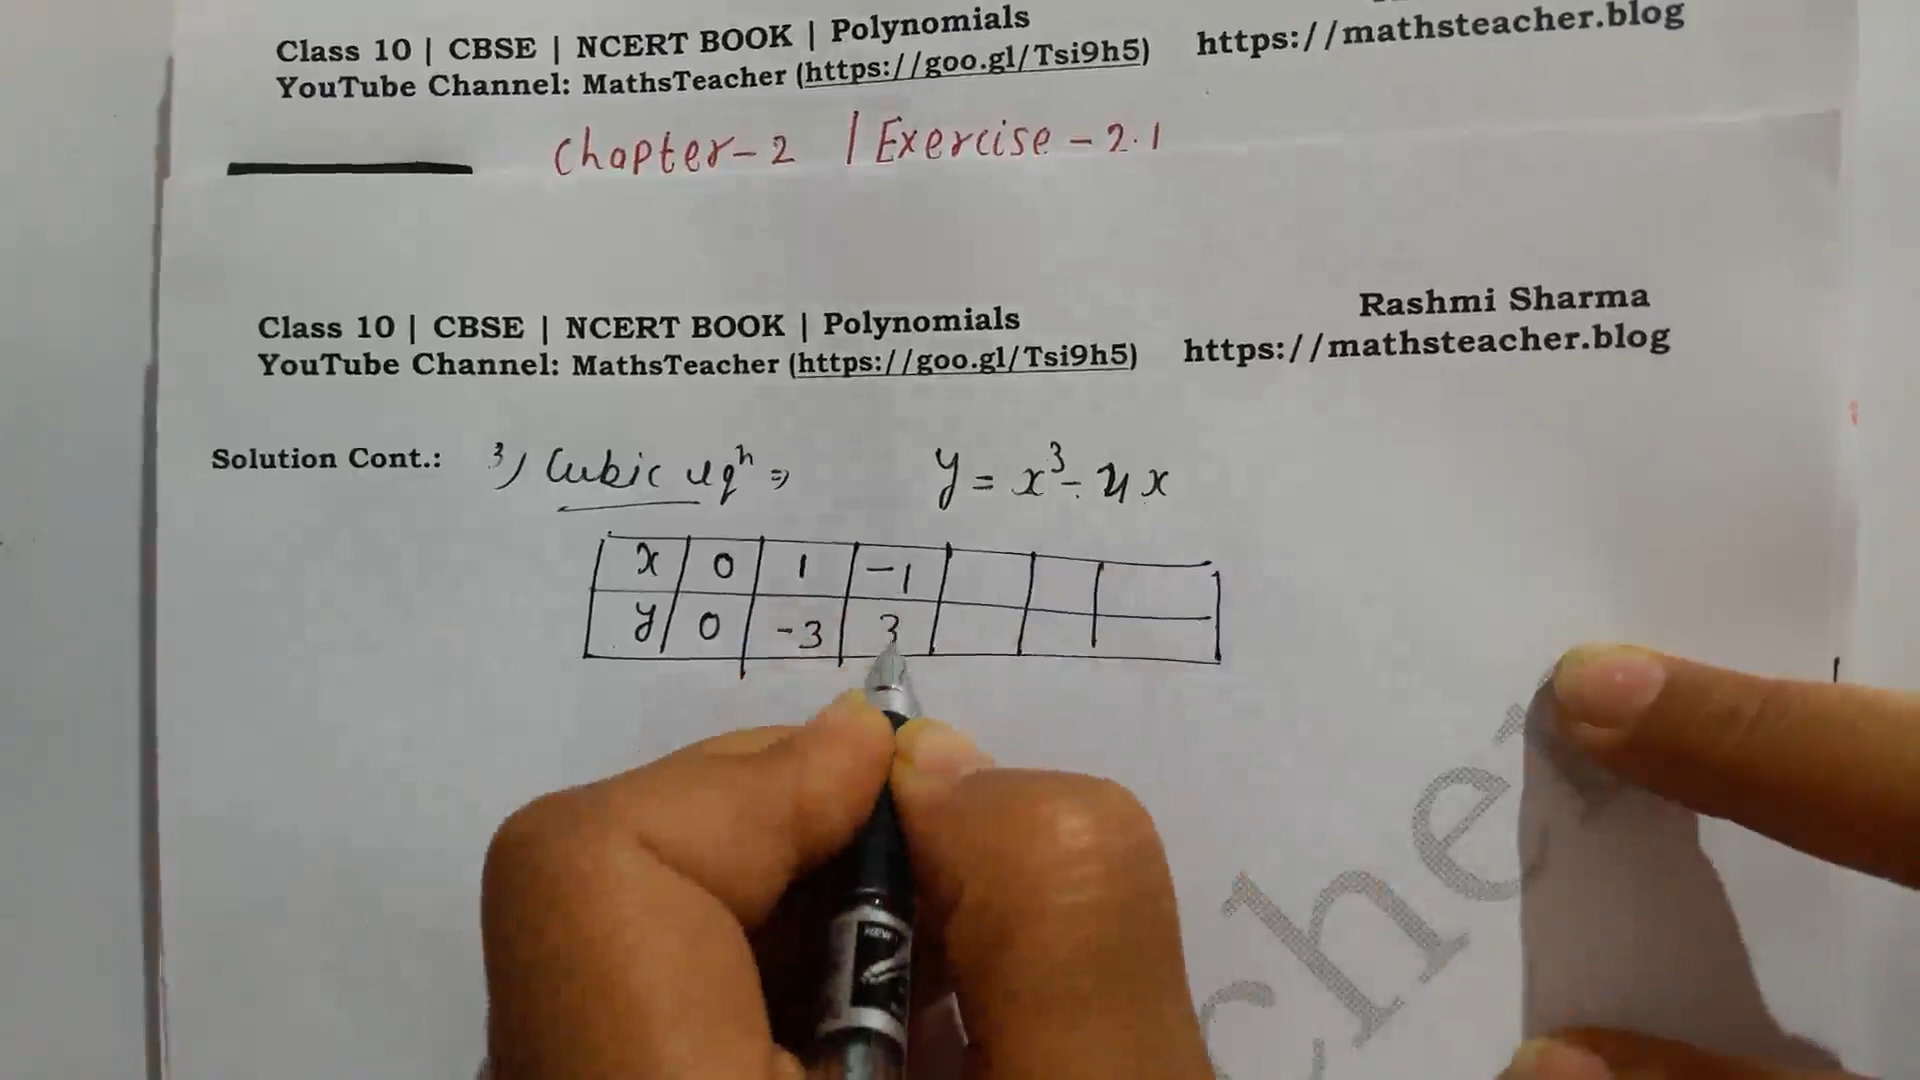 Class 10 | CBSE | NCERT BOOK | Polynomials
YouTube Channel: MathsTeacher (https://goo.gl/Tsi9h5) https://mathsteacher.blog
Chapter-2 | Exercise - 2.1
Rashmi Sharma
Class 10 | CBSE | NCERT BOOK | Polynomials
YouTube Channel: MathsTeacher (https://goo.gl/Tsi9h5) https://mathsteacher.blog
Solution Cont.: 3) Cubic eqⁿ ⇒ y = x³ - 4x
x 0 1 -1
y 0 -3 3
NEW